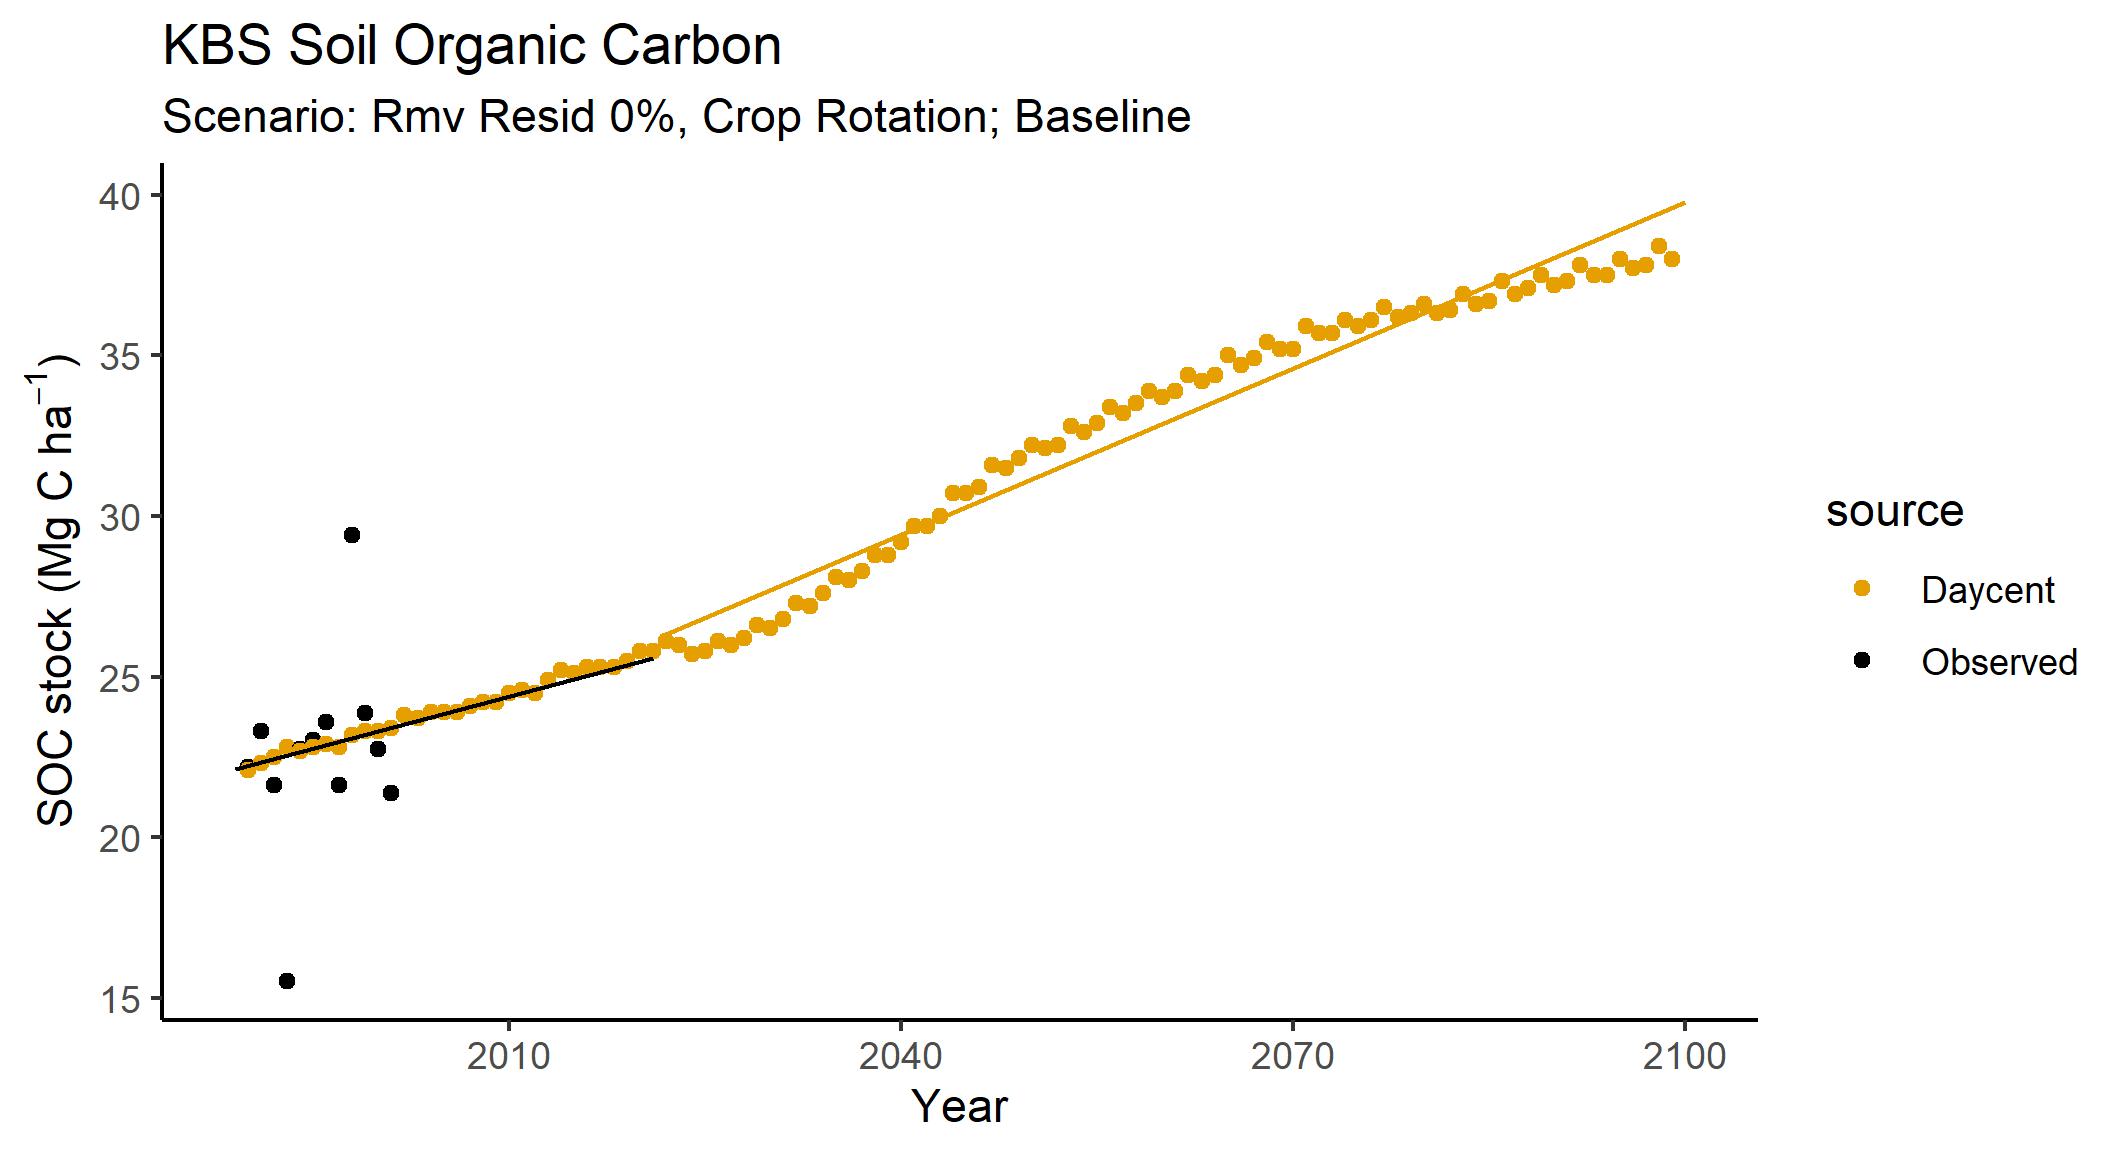 KBS Soil Organic Carbon
Scenario: Rmv Resid 0%, Crop Rotation; Baseline
SOC stock (Mg C ha⁻¹)
40
35
30
25
20
15
2010
2040
2070
2100
Year
source
Daycent
Observed